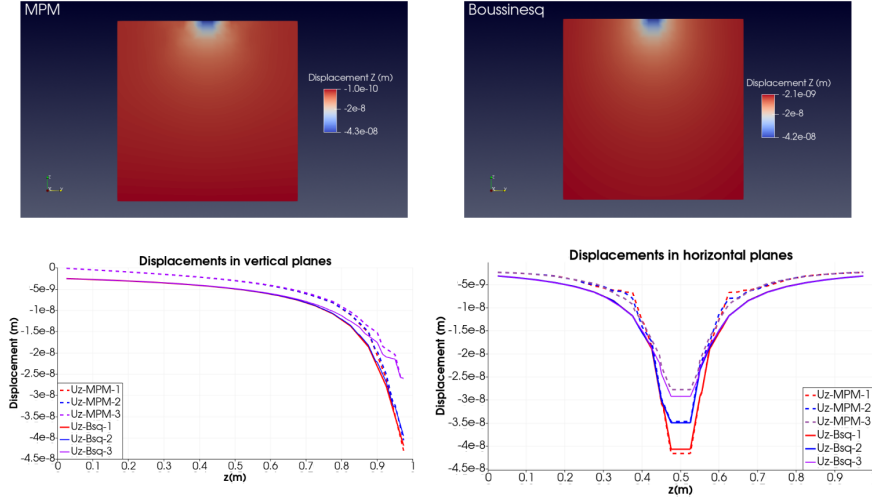 MPM
Displacement Z (m)
-1.0e-10
-2e-8
-4.3e-08
Boussinesq
Displacement Z (m)
-2.1e-09
-2e-8
-4.2e-08
Displacements in vertical planes
Displacement (m)
0
-5e-9
-1e-8
-1.5e-8
-2e-8
-2.5e-8
-3e-8
-3.5e-8
-4e-8
-4.5e-8
Uz-MPM-1
Uz-MPM-2
Uz-MPM-3
Uz-Bsq-1
Uz-Bsq-2
Uz-Bsq-3
0 0.1 0.2 0.3 0.4 0.5 0.6 0.7 0.8 0.9 1
z(m)
Displacements in horizontal planes
Displacement (m)
-5e-9
-1e-8
-1.5e-8
-2e-8
-2.5e-8
-3e-8
-3.5e-8
-4e-8
-4.5e-8
Uz-MPM-1
Uz-MPM-2
Uz-MPM-3
Uz-Bsq-1
Uz-Bsq-2
Uz-Bsq-3
0.1 0.2 0.3 0.4 0.5 0.6 0.7 0.8 0.9
z(m)